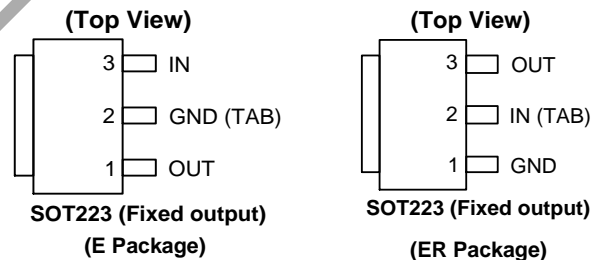 (Top View)
3 IN
2 GND (TAB)
1 OUT
SOT223 (Fixed output)
(E Package)
(Top View)
3 OUT
2 IN (TAB)
1 GND
SOT223 (Fixed output)
(ER Package)